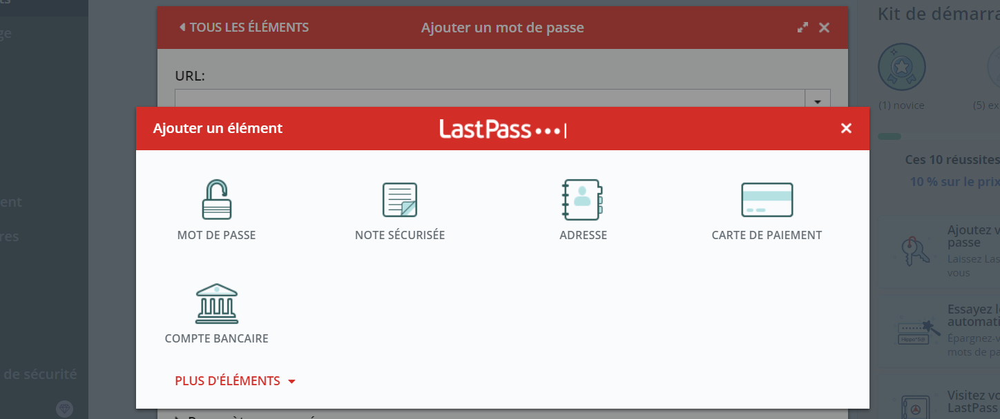 ge
ent
res
de sécurité
TOUS LES ÉLÉMENTS
Ajouter un mot de passe
URL:
Ajouter un élément
LastPass
MOT DE PASSE
NOTE SÉCURISÉE
ADRESSE
CARTE DE PAIEMENT
COMPTE BANCAIRE
PLUS D'ÉLÉMENTS
Kit de démarra
(1) novice
(5) ex
Ces 10 réussites
10 % sur le prix
Ajoutez v
passe
Laissez Las
vous
Essayez l
automati
Épargnez-v
mots de pa
Visitez vo
LastPass